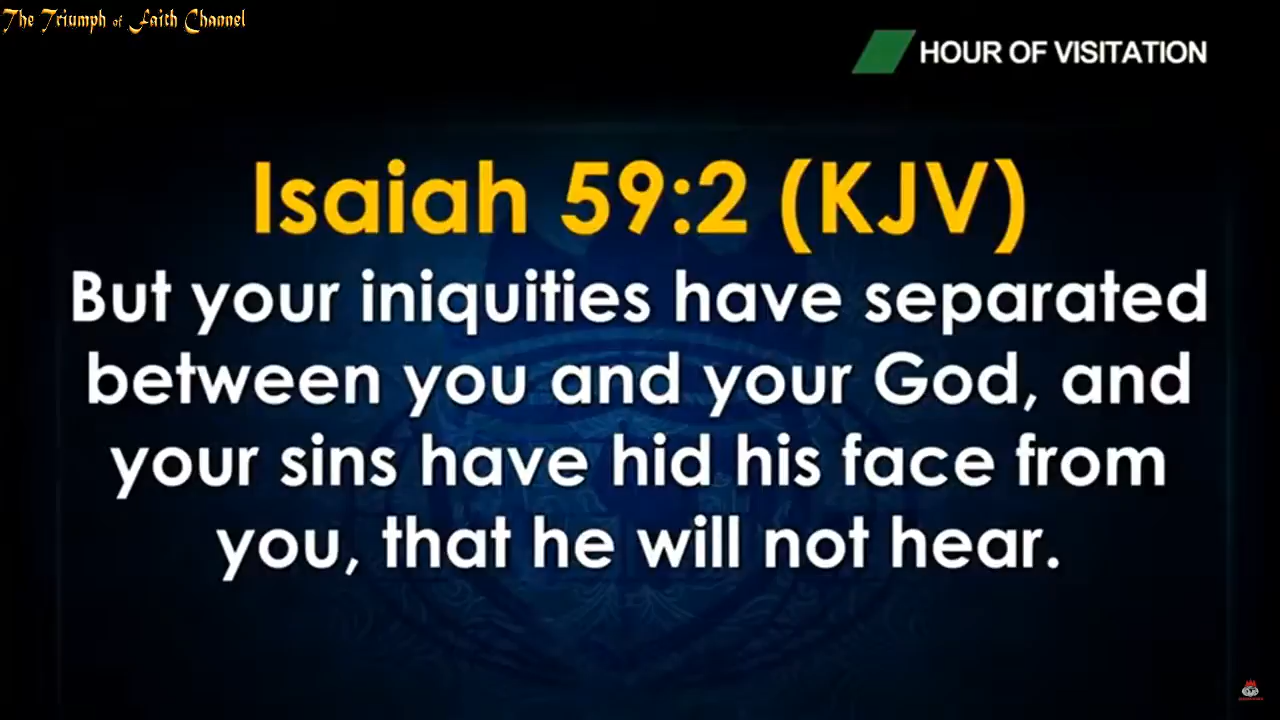 The Triumph of Faith Channel
HOUR OF VISITATION
Isaiah 59:2 (KJV)
But your iniquities have separated
between you and your God, and
your sins have hid his face from
you, that he will not hear.